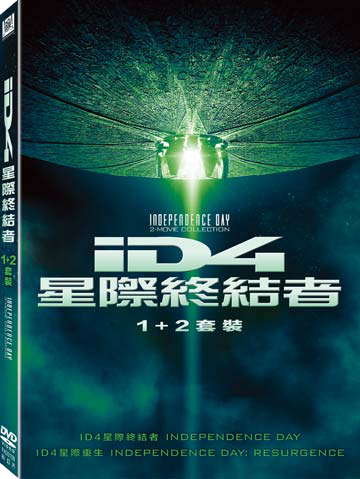 INDEPENDENCE DAY
2-MOVIE COLLECTION
iD4
星際終結者
1+2套裝
ID4星際終結者 INDEPENDENCE DAY
ID4星際重生 INDEPENDENCE DAY: RESURGENCE
iD4
星際終結者
1+2套裝
INDEPENDENCE DAY
DVD